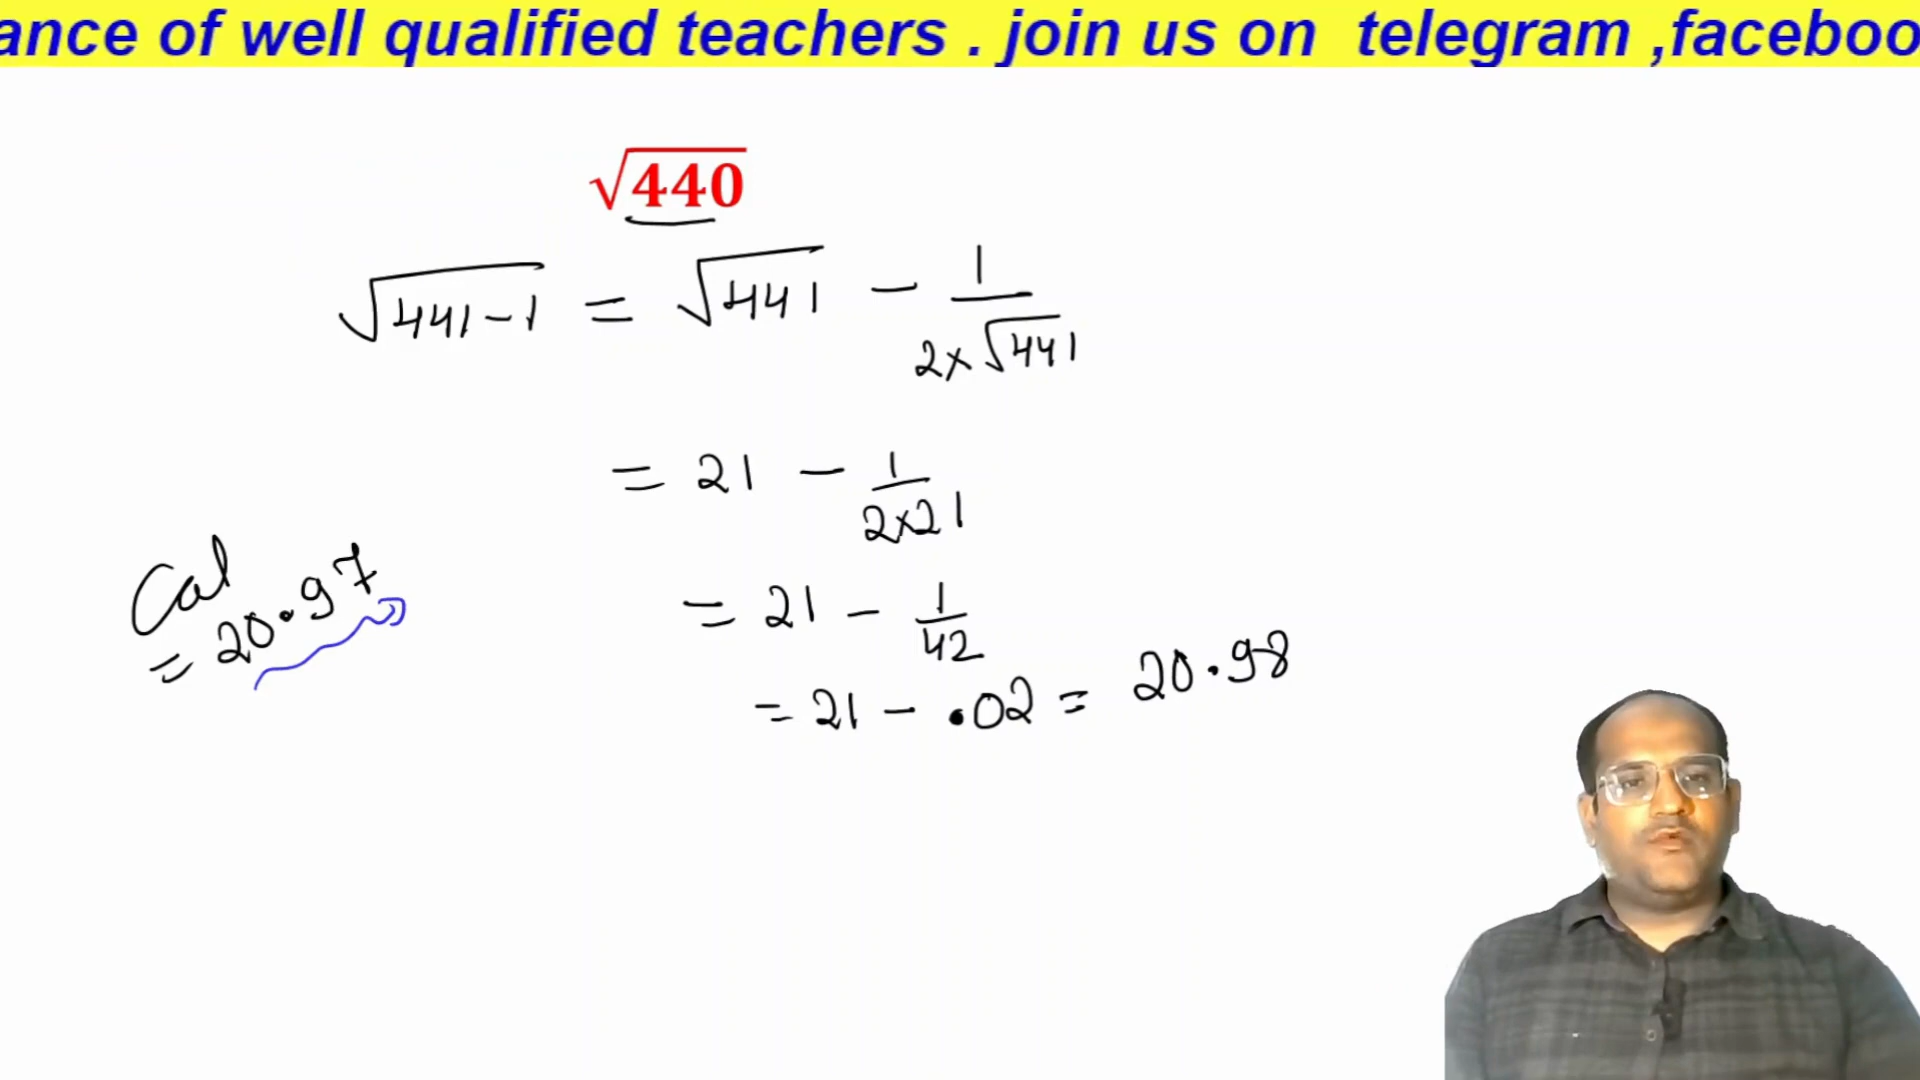 ance of well qualified teachers . join us on telegram ,faceboo
√440
√441-1 = √441 - 1/2×√441
= 21 - 1/2×21
Cal
= 20.97
= 21 - 1/42
= 21 - .02 = 20.98